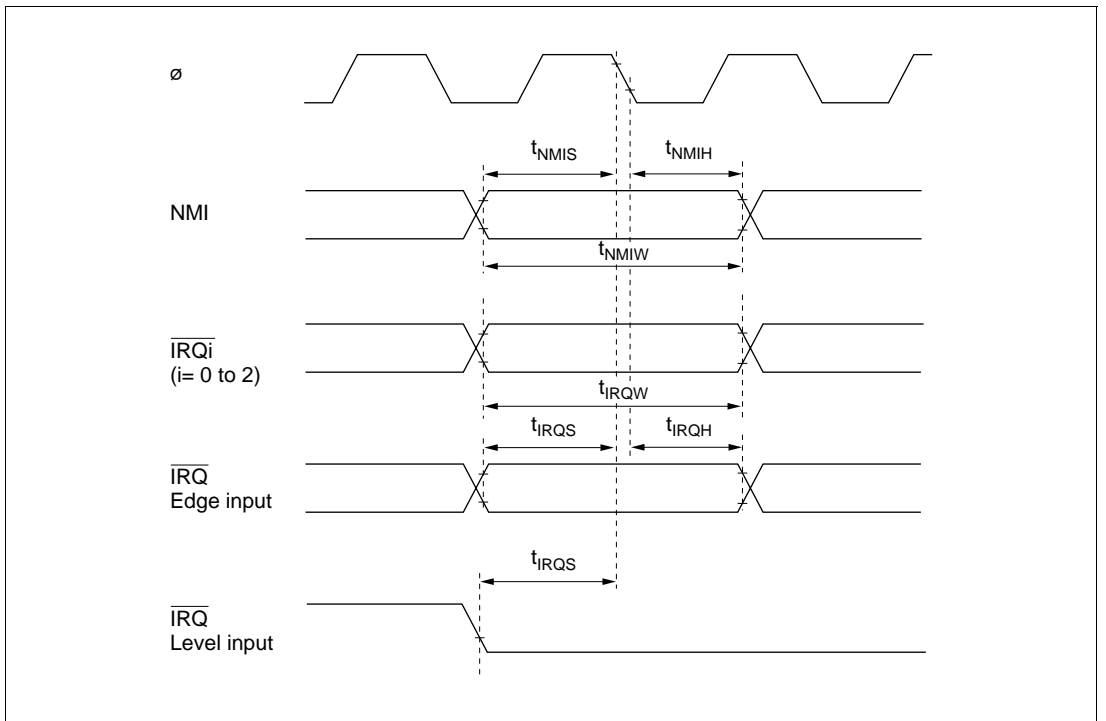 ø
tNMIS tNMIH
NMI
tNMIW
IRQi
(i= 0 to 2)
tIRQW
tIRQS tIRQH
IRQ
Edge input
tIRQS
IRQ
Level input